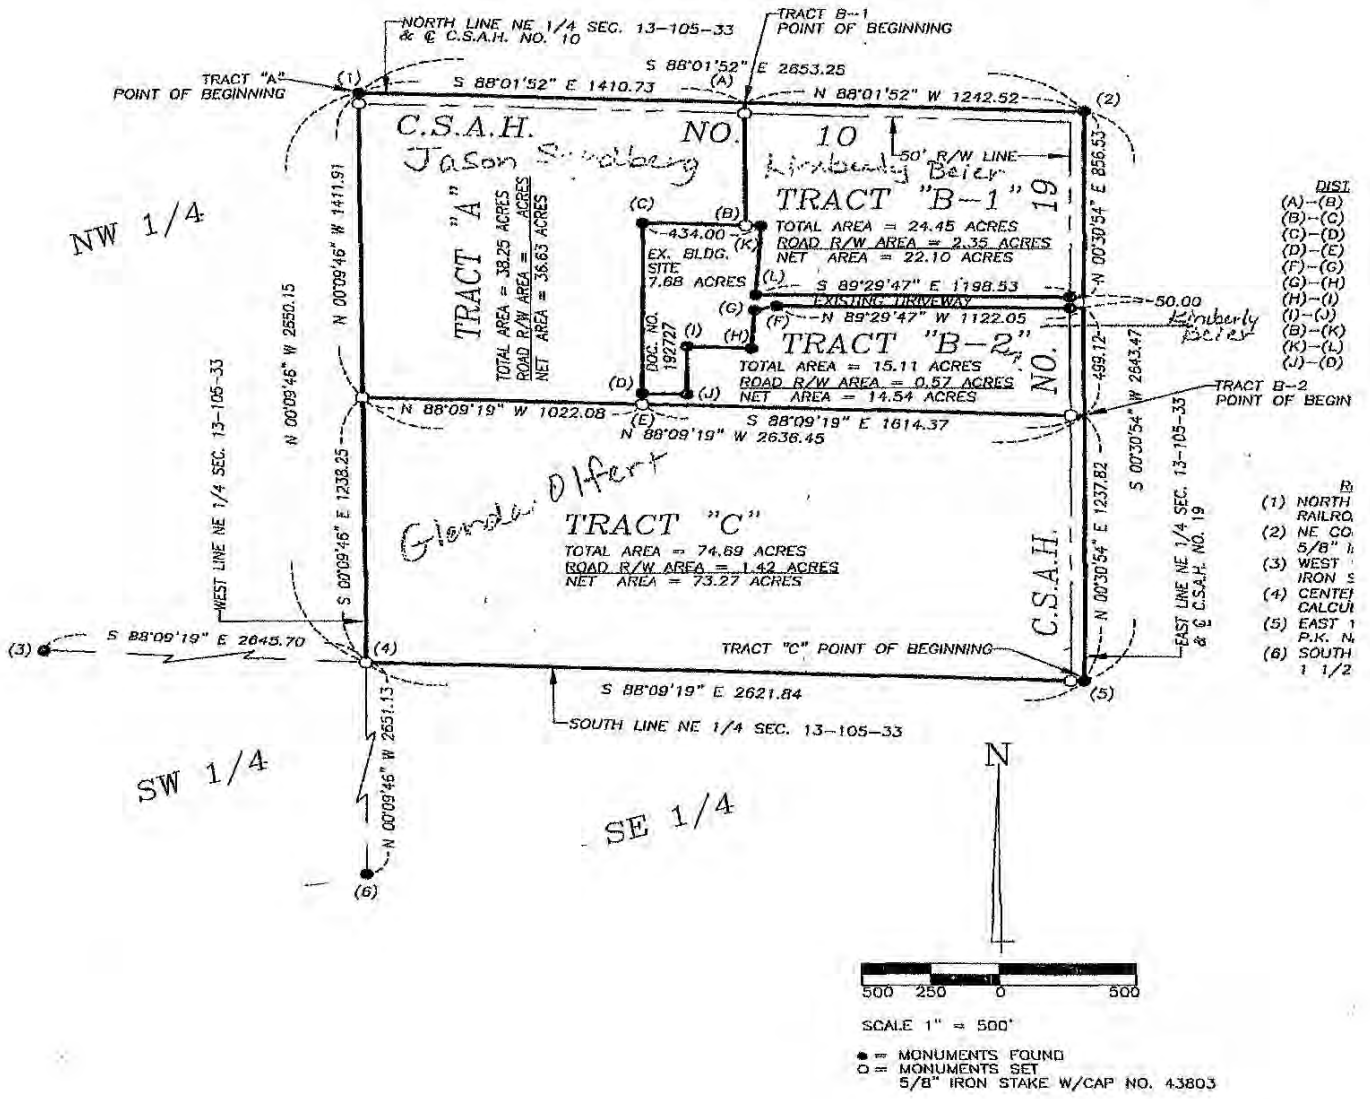 NORTH LINE NE 1/4 SEC. 13-105-33
& ℄ C.S.A.H. NO. 10
TRACT B-1
POINT OF BEGINNING
TRACT "A"
POINT OF BEGINNING
(1)
S 88°01'52" E 2653.25
S 88°01'52" E 1410.73
(A)
N 88°01'52" W 1242.52
(2)
C.S.A.H.
NO.
10
50' R/W LINE
Jason
Kimberly Beier
TRACT "B-1"
TOTAL AREA = 24.45 ACRES
ROAD R/W AREA = 2.35 ACRES
NET AREA = 22.10 ACRES
19
N 00°30'54" E 856.53
NW 1/4
N 00°09'46" W 1411.91
N 00°09'46" W 2650.15
TRACT "A"
TOTAL AREA = 38.25 ACRES
ROAD R/W AREA = ACRES
NET AREA = 36.63 ACRES
(C)
(B)
434.00
(K)
EX. BLDG.
SITE
7.68 ACRES
(L)
DOC. NO.
192727
S 89°29'47" E 1198.53
EXISTING DRIVEWAY
(G)
(F)
N 89°29'47" W 1122.05
50.00
Kimberly
Beier
(I)
(H)
TRACT "B-2"
TOTAL AREA = 15.11 ACRES
ROAD R/W AREA = 0.57 ACRES
NET AREA = 14.54 ACRES
NO.
499.12
S 00°30'54" W 2643.47
TRACT B-2
POINT OF BEGIN
(D)
(J)
(E)
N 88°09'19" W 1022.08
S 88°09'19" E 1614.37
N 88°09'19" W 2636.45
WEST LINE NE 1/4 SEC. 13-105-33
S 00°09'46" E 1238.25
Glenda Olfert
TRACT "C"
TOTAL AREA = 74.69 ACRES
ROAD R/W AREA = 1.42 ACRES
NET AREA = 73.27 ACRES
C.S.A.H.
N 00°30'54" E 1237.82
EAST LINE NE 1/4 SEC. 13-105-33
& ℄ C.S.A.H. NO. 19
(3)
S 88°09'19" E 2645.70
(4)
TRACT "C" POINT OF BEGINNING
(5)
S 88°09'19" E 2621.84
SOUTH LINE NE 1/4 SEC. 13-105-33
N 00°09'46" W 2651.13
(6)
SW 1/4
SE 1/4
N
DIST
(A)-(B)
(B)-(C)
(C)-(D)
(D)-(E)
(F)-(G)
(G)-(H)
(H)-(I)
(I)-(J)
(B)-(K)
(K)-(L)
(J)-(D)
(1) NORTH
RAILRO
(2) NE CO
5/8"
(3) WEST
IRON
(4) CENTE
CALCU
(5) EAST
P.K. N
(6) SOUTH
1 1/2
500 250 0 500
SCALE 1" = 500'
● = MONUMENTS FOUND
○ = MONUMENTS SET
5/8" IRON STAKE W/CAP NO. 43803